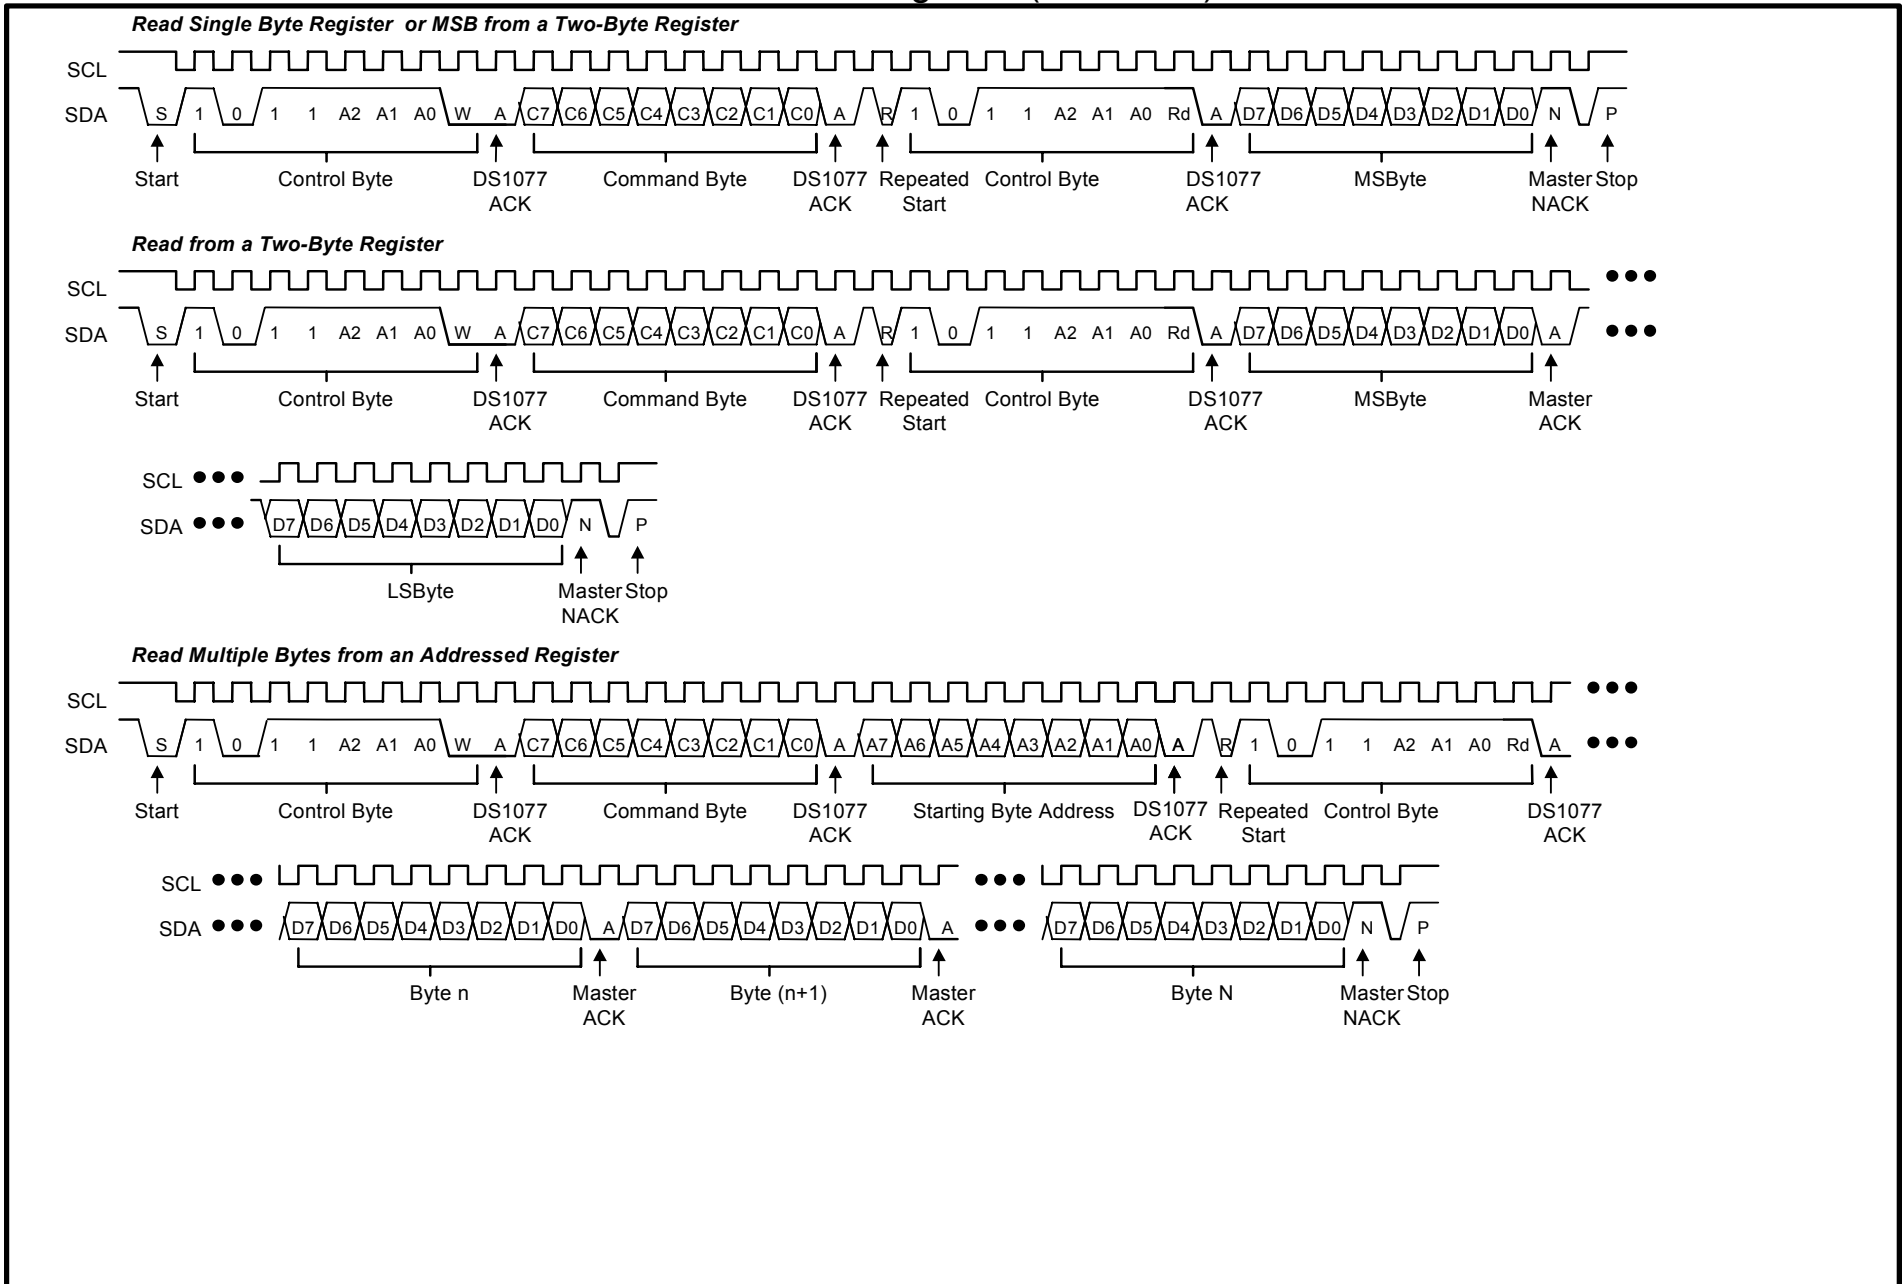 Read Single Byte Register or MSB from a Two-Byte Register
SCL
SDA S 1 0 1 1 A2 A1 A0 W A C7 C6 C5 C4 C3 C2 C1 C0 A R 1 0 1 1 A2 A1 A0 Rd A D7 D6 D5 D4 D3 D2 D1 D0 N P
Start Control Byte DS1077 Command Byte DS1077 Repeated Control Byte DS1077 MSByte Master Stop
ACK ACK Start ACK NACK
Read from a Two-Byte Register
SCL
SDA S 1 0 1 1 A2 A1 A0 W A C7 C6 C5 C4 C3 C2 C1 C0 A R 1 0 1 1 A2 A1 A0 Rd A D7 D6 D5 D4 D3 D2 D1 D0 A
Start Control Byte DS1077 Command Byte DS1077 Repeated Control Byte DS1077 MSByte Master
ACK ACK Start ACK ACK
SCL
SDA D7 D6 D5 D4 D3 D2 D1 D0 N P
LSByte Master Stop
NACK
Read Multiple Bytes from an Addressed Register
SCL
SDA S 1 0 1 1 A2 A1 A0 W A C7 C6 C5 C4 C3 C2 C1 C0 A A7 A6 A5 A4 A3 A2 A1 A0 A R 1 0 1 1 A2 A1 A0 Rd A
Start Control Byte DS1077 Command Byte DS1077 Starting Byte Address DS1077 Repeated Control Byte DS1077
ACK ACK ACK Start ACK
SCL
SDA D7 D6 D5 D4 D3 D2 D1 D0 A D7 D6 D5 D4 D3 D2 D1 D0 A D7 D6 D5 D4 D3 D2 D1 D0 N P
Byte n Master Byte (n+1) Master Byte N Master Stop
ACK ACK NACK